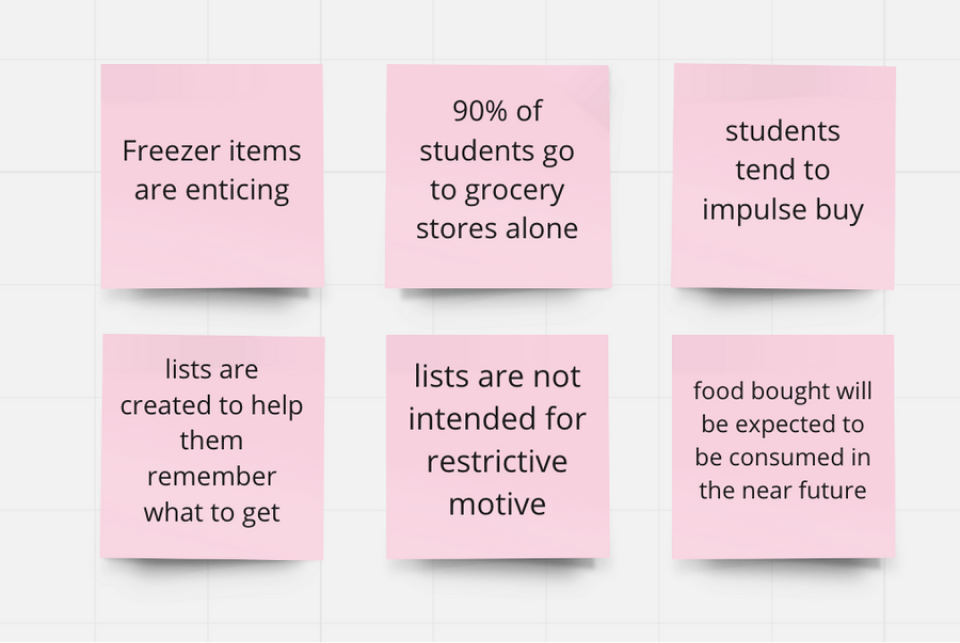 Freezer items
are enticing
90% of
students go
to grocery
stores alone
students
tend to
impulse buy
lists are
created to help
them
remember
what to get
lists are not
intended for
restrictive
motive
food bought will
be expected to
be consumed in
the near future